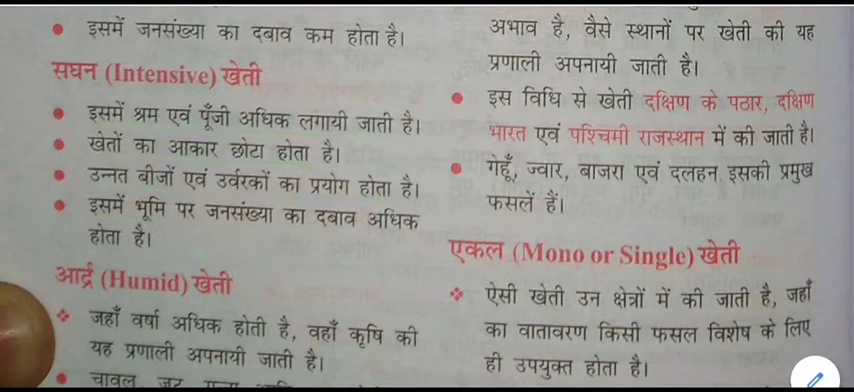 इसमें जनसंख्या का दबाव कम होता है।
सघन (Intensive) खेती
इसमें श्रम एवं पूँजी अधिक लगायी जाती है।
खेतों का आकार छोटा होता है।
उन्नत बीजों एवं उर्वरकों का प्रयोग होता है।
इसमें भूमि पर जनसंख्या का दबाव अधिक
होता है।
आर्द्र (Humid) खेती
जहाँ वर्षा अधिक होती है, वहाँ कृषि की
यह प्रणाली अपनायी जाती है।
चावल, जूट
अभाव है, वैसे स्थानों पर खेती की यह
प्रणाली अपनायी जाती है।
इस विधि से खेती दक्षिण के पठार, दक्षिण
भारत एवं पश्चिमी राजस्थान में की जाती है।
गेहूँ, ज्वार, बाजरा एवं दलहन इसकी प्रमुख
फसलें हैं।
एकल (Mono or Single) खेती
ऐसी खेती उन क्षेत्रों में की जाती है, जहाँ
का वातावरण किसी फसल विशेष के लिए
ही उपयुक्त होता है।